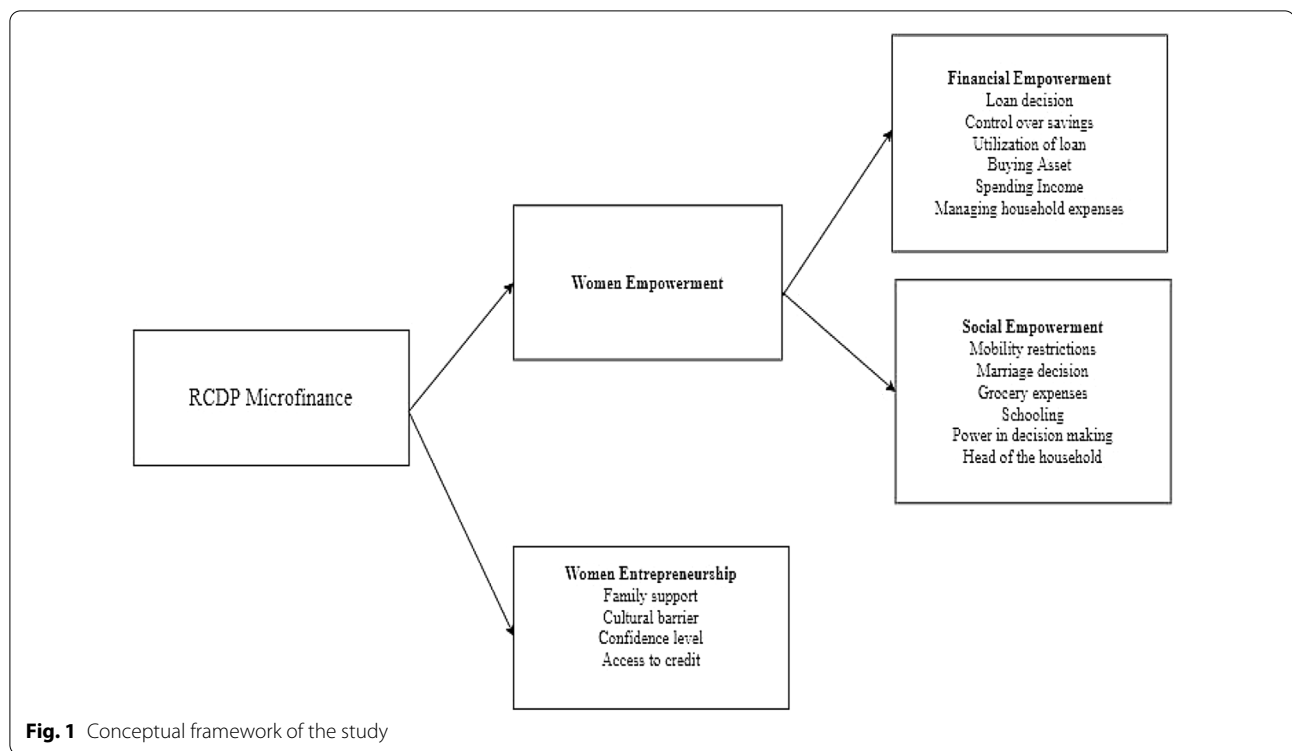 RCDP Microfinance
Women Empowerment
Financial Empowerment
Loan decision
Control over savings
Utilization of loan
Buying Asset
Spending Income
Managing household expenses
Social Empowerment
Mobility restrictions
Marriage decision
Grocery expenses
Schooling
Power in decision making
Head of the household
Women Entrepreneurship
Family support
Cultural barrier
Confidence level
Access to credit
Fig. 1 Conceptual framework of the study